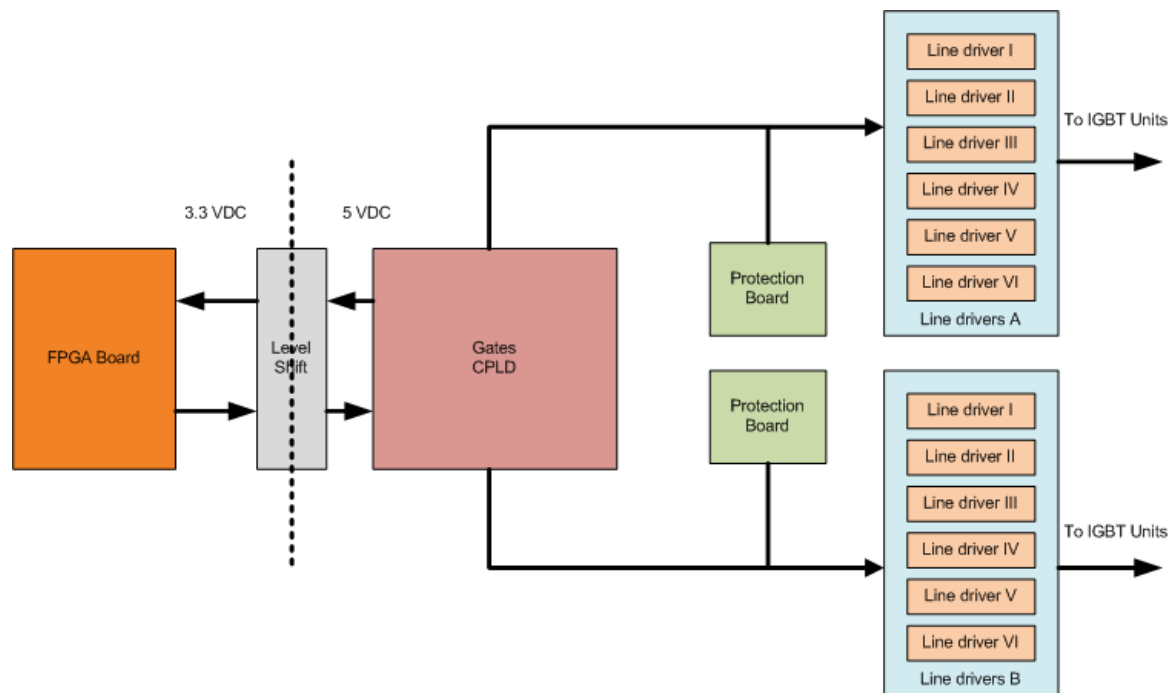 Line driver I
Line driver II
Line driver III
Line driver IV
Line driver V
Line driver VI
Line drivers A
To IGBT Units
3.3 VDC
5 VDC
FPGA Board
Level
Shift
Gates
CPLD
Protection
Board
Protection
Board
Line driver I
Line driver II
Line driver III
Line driver IV
Line driver V
Line driver VI
Line drivers B
To IGBT Units